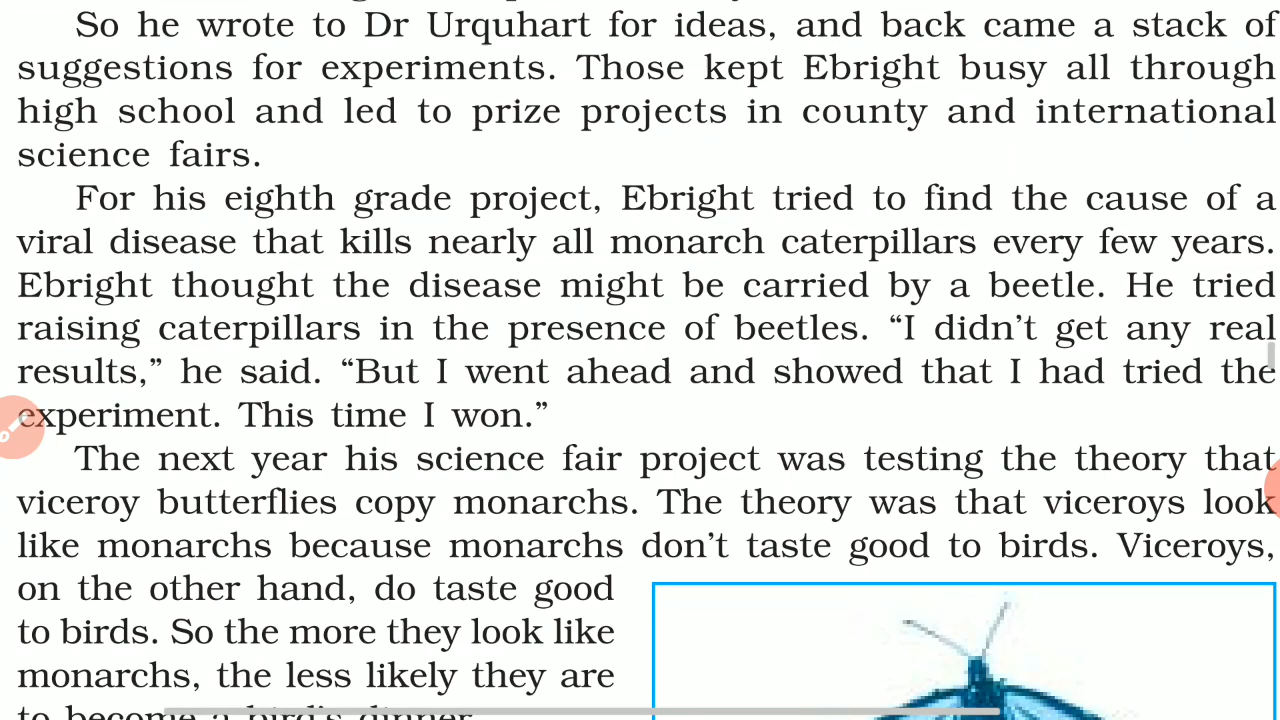 So he wrote to Dr Urquhart for ideas, and back came a stack of
suggestions for experiments. Those kept Ebright busy all through
high school and led to prize projects in county and international
science fairs.
For his eighth grade project, Ebright tried to find the cause of a
viral disease that kills nearly all monarch caterpillars every few years.
Ebright thought the disease might be carried by a beetle. He tried
raising caterpillars in the presence of beetles. “I didn’t get any real
results,” he said. “But I went ahead and showed that I had tried the
experiment. This time I won.”
The next year his science fair project was testing the theory that
viceroy butterflies copy monarchs. The theory was that viceroys look
like monarchs because monarchs don’t taste good to birds. Viceroys,
on the other hand, do taste good
to birds. So the more they look like
monarchs, the less likely they are
to become a bird’s dinner.